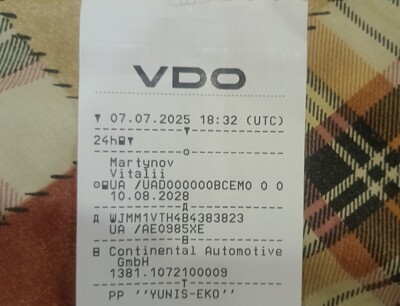 VDO
07.07.2025 18:32 (UTC)
24h
Martynov
Vitalii
UA /UAD000000BCEMO 0 0
10.08.2028
Д
Д WJMM1VTH4B4383823
UA /AE0985XE
B
B Continental Automotive
GmbH
1381.1072100009
T
PP ''YUNIS-EKO''